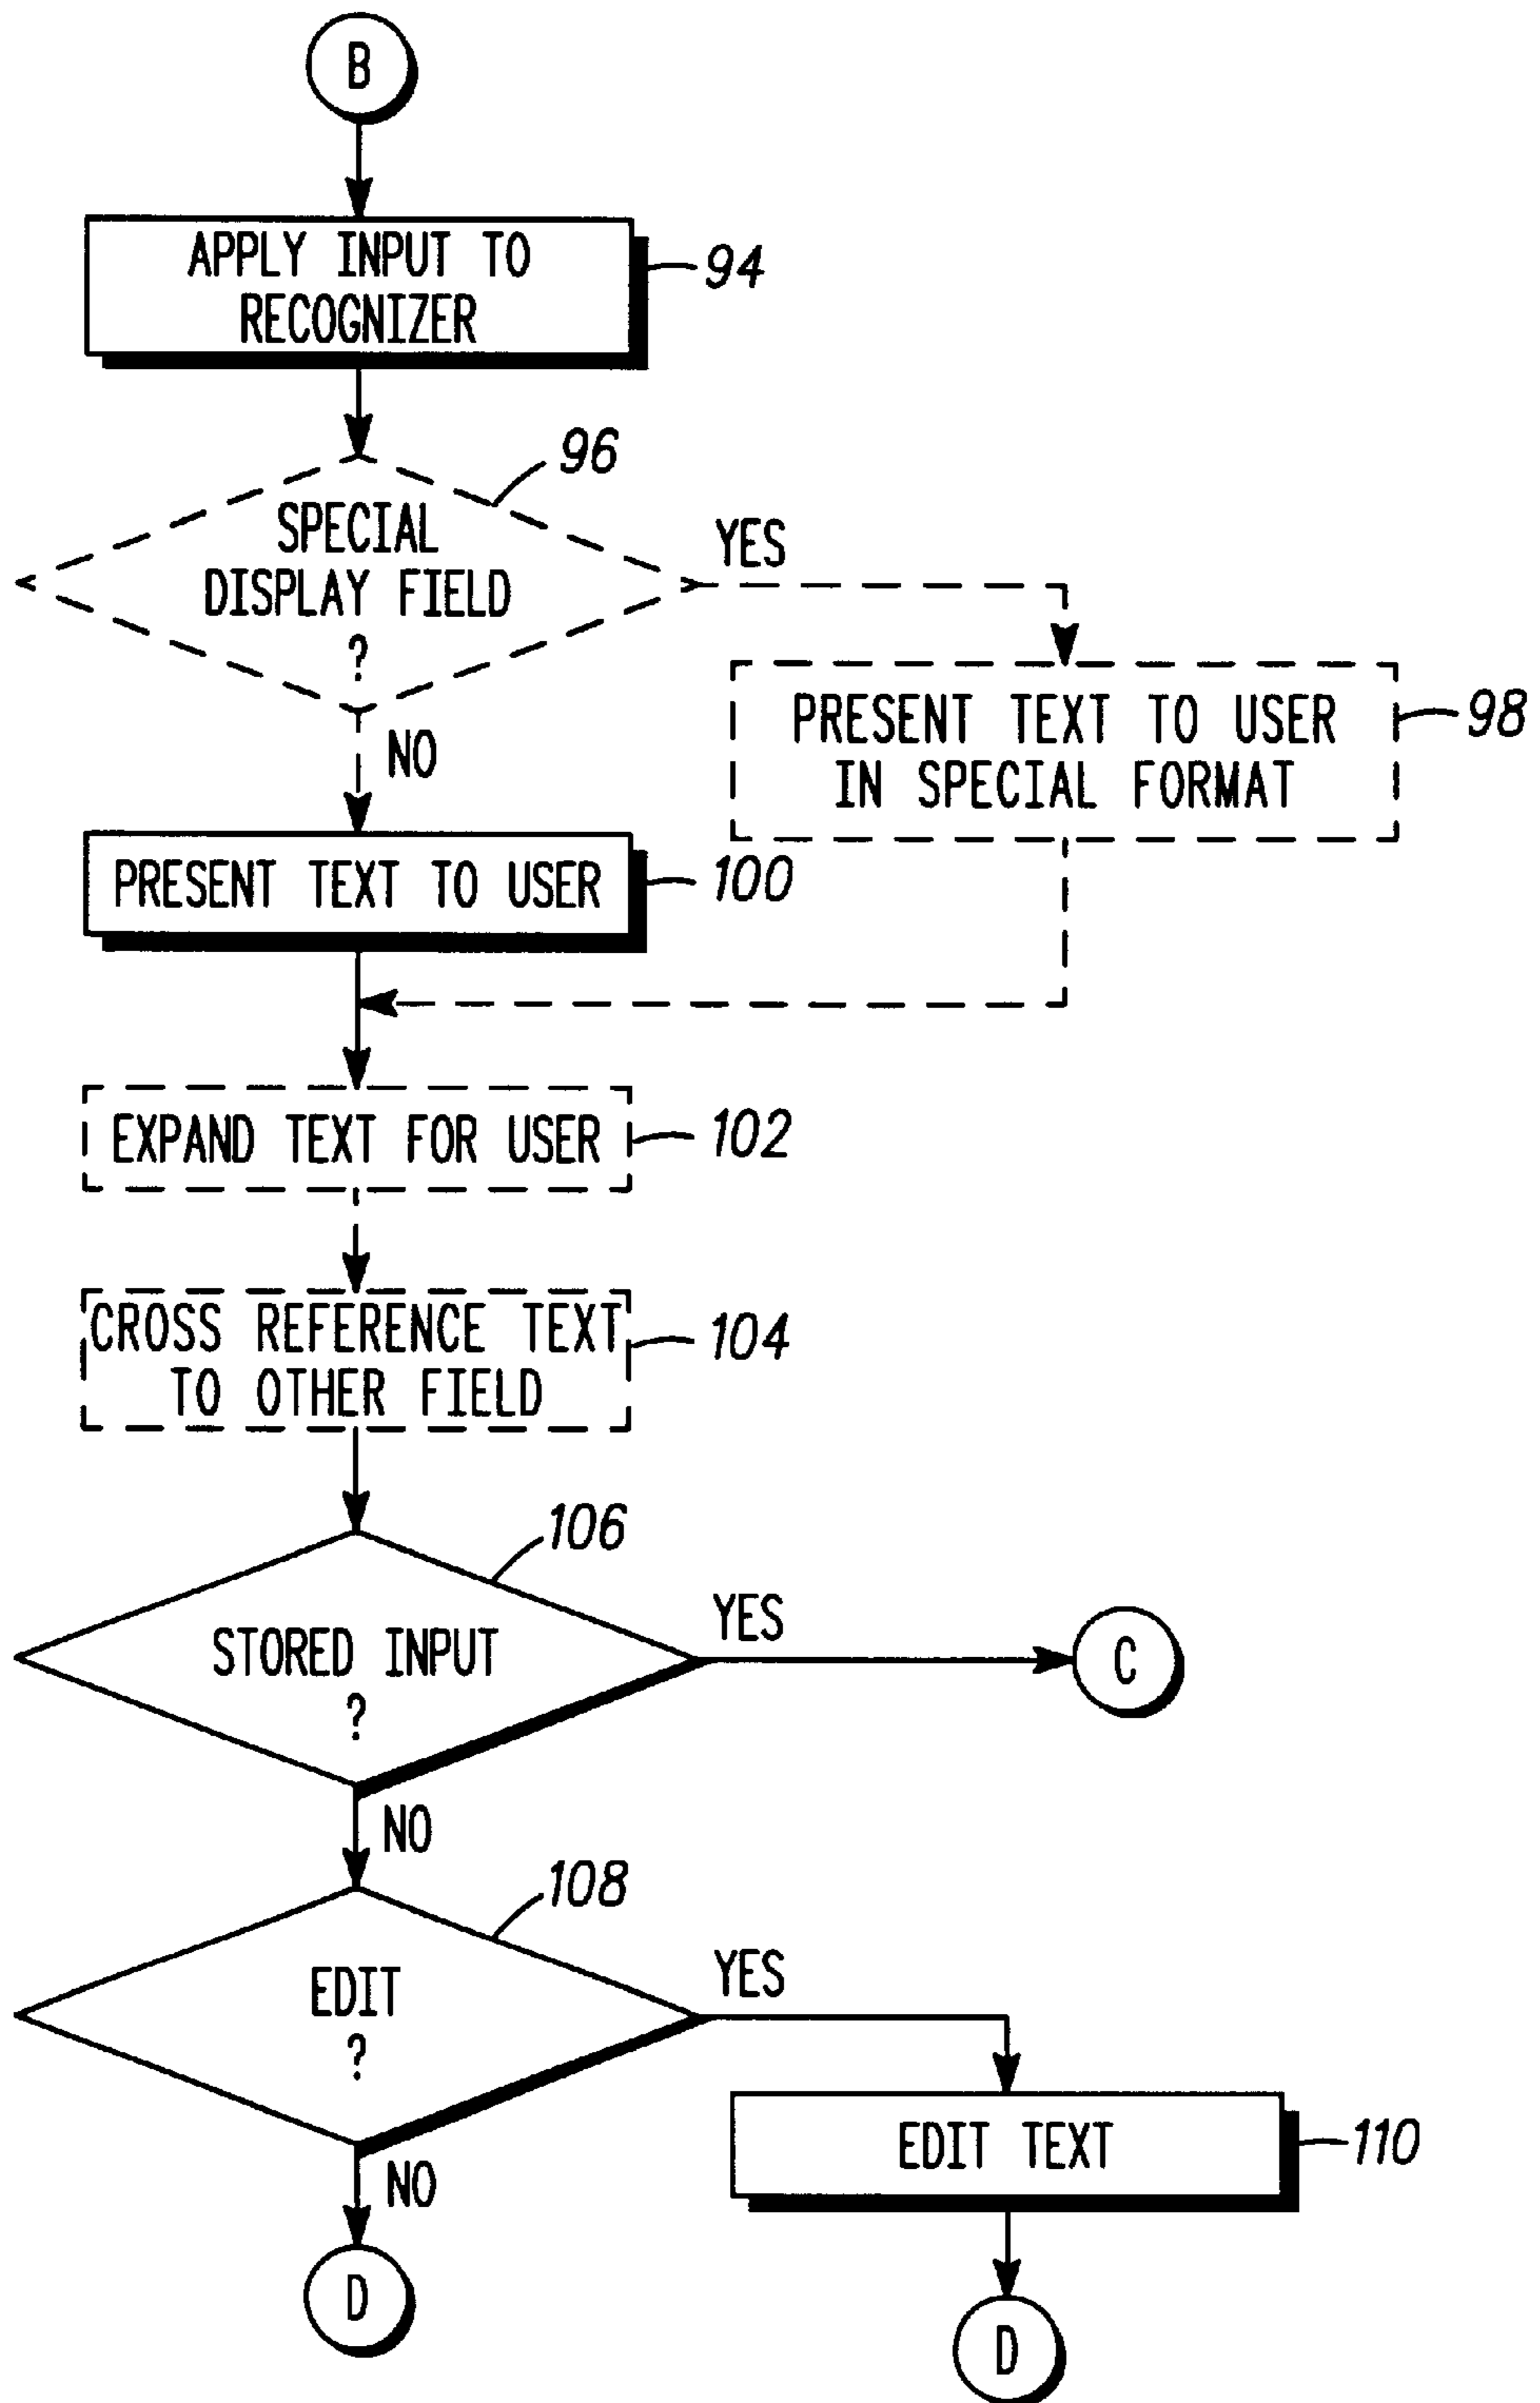 B
APPLY INPUT TO
RECOGNIZER
94
96
SPECIAL
DISPLAY FIELD
?
YES
NO
PRESENT TEXT TO USER
IN SPECIAL FORMAT
98
PRESENT TEXT TO USER
100
EXPAND TEXT FOR USER
102
CROSS REFERENCE TEXT
TO OTHER FIELD
104
106
STORED INPUT
?
YES
C
NO
108
EDIT
?
YES
EDIT TEXT
110
NO
D
D